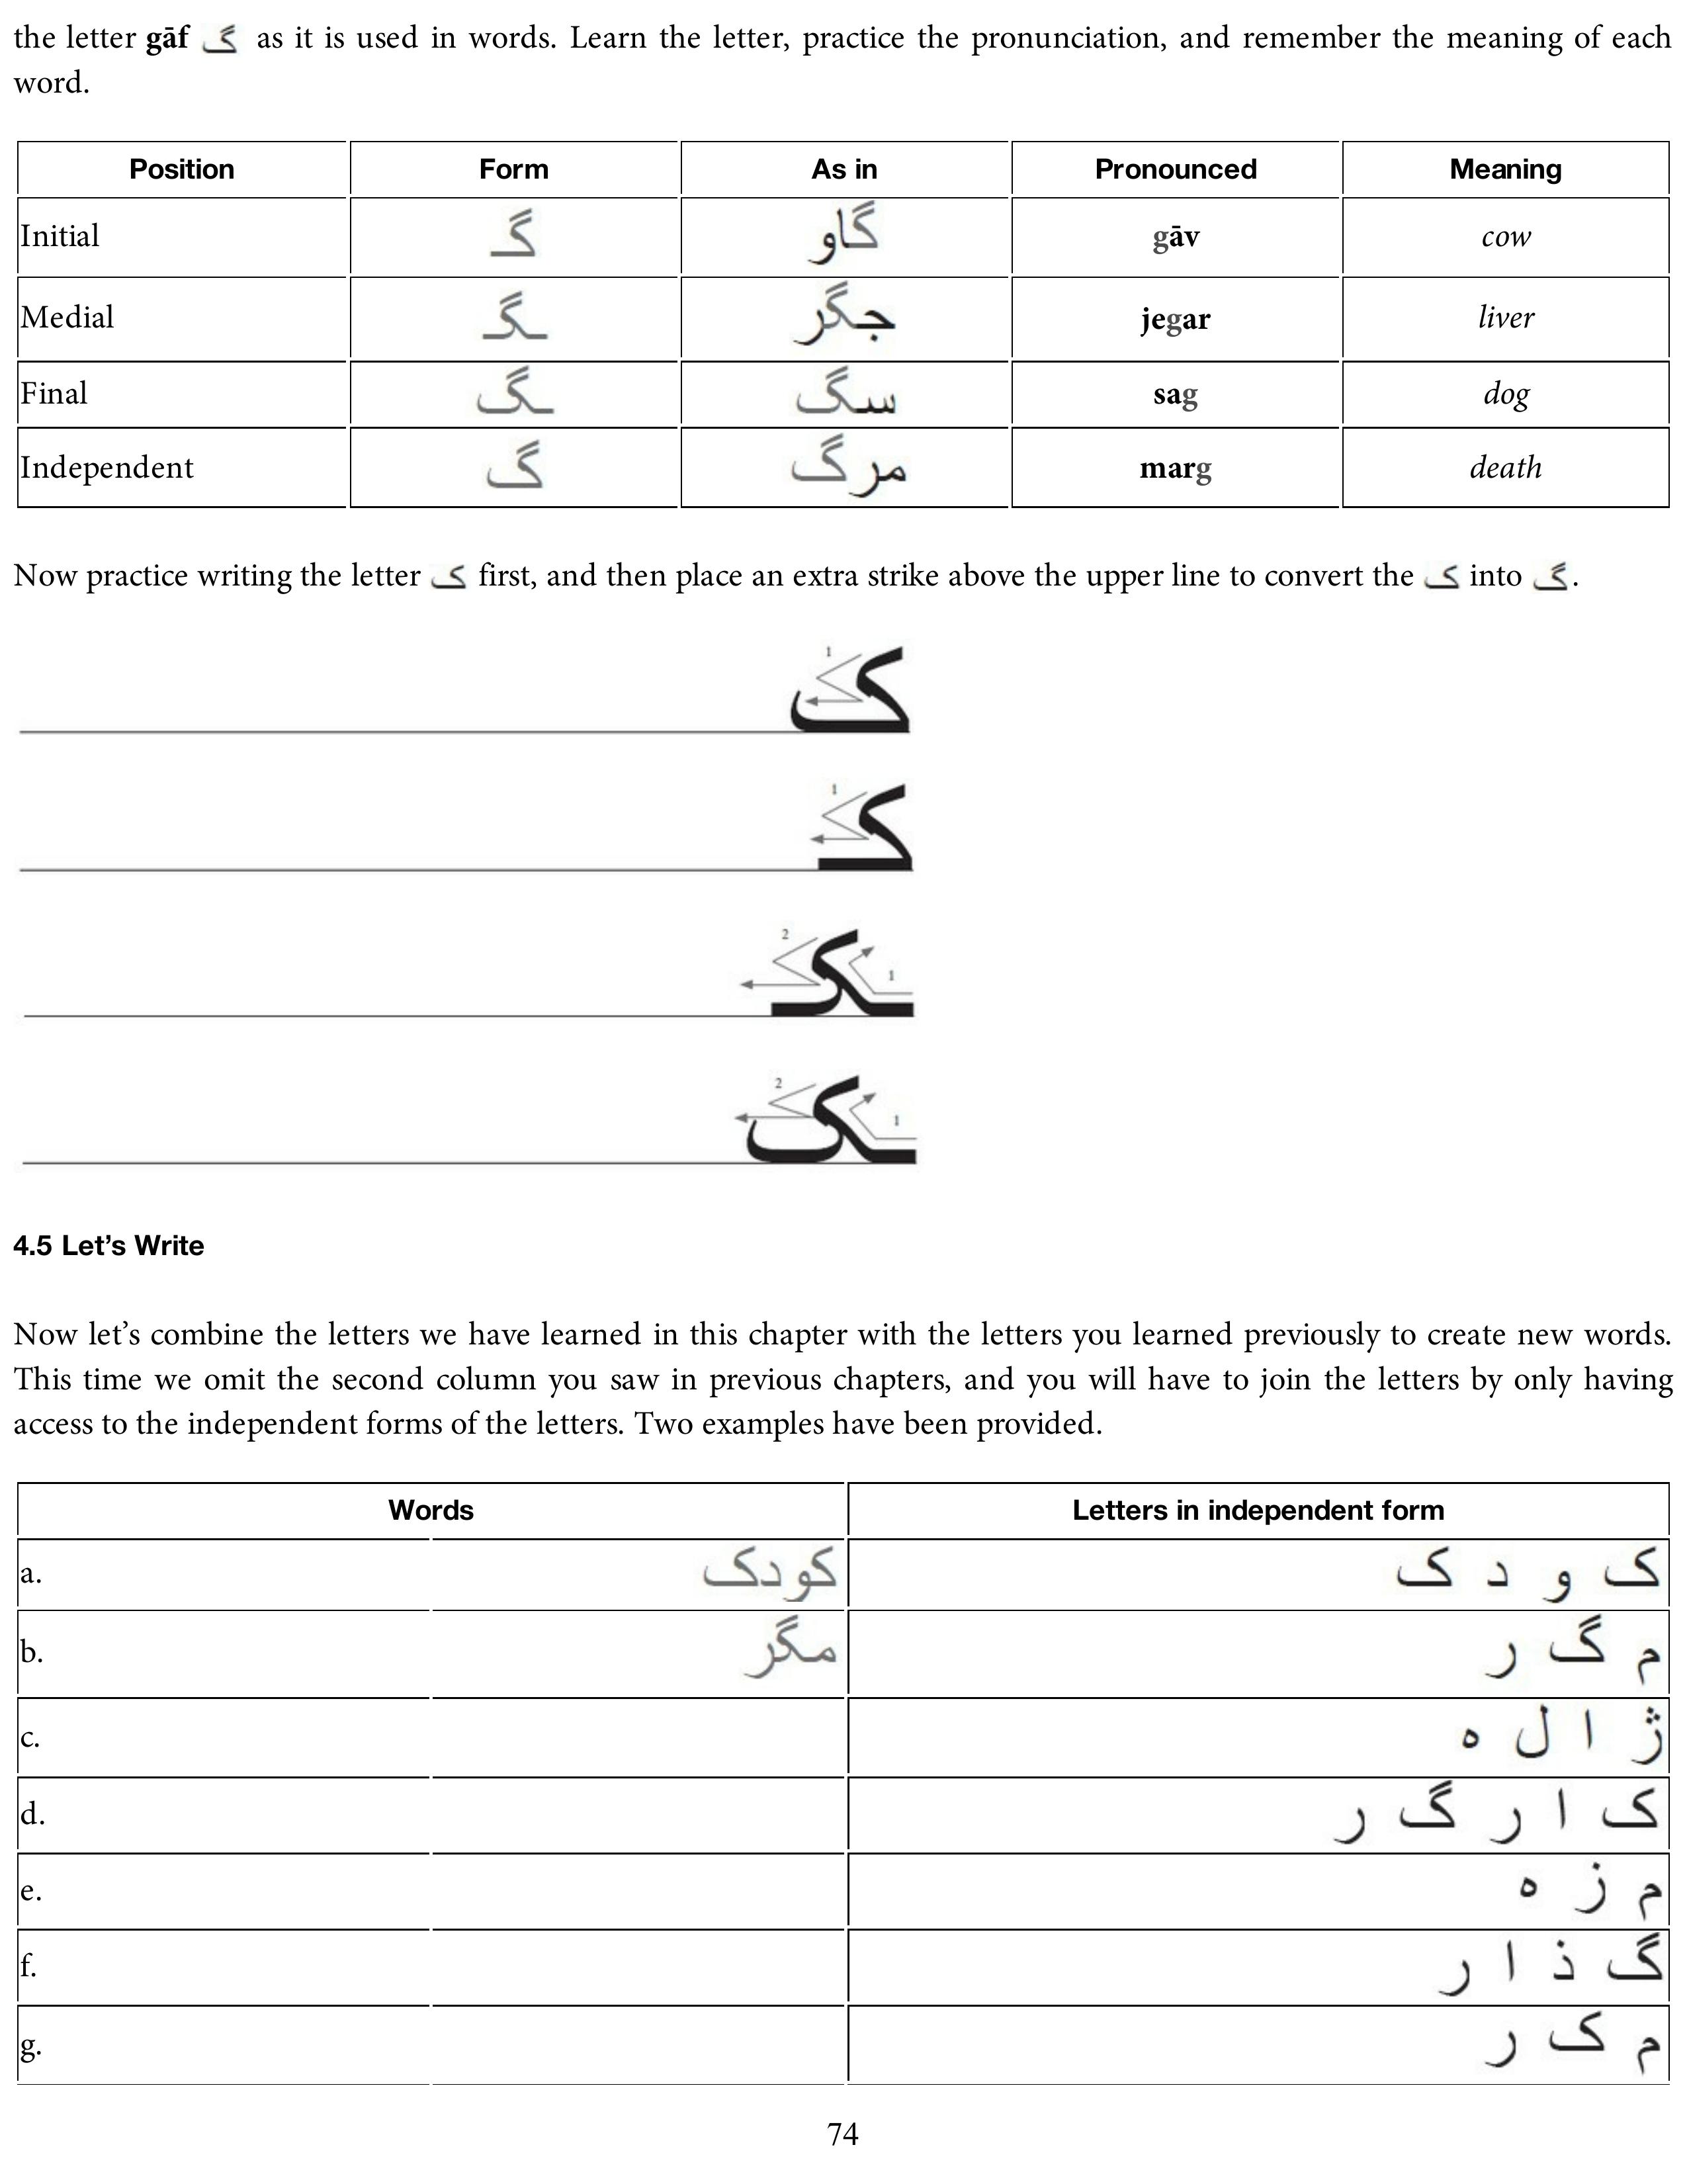 the letter gāf گ as it is used in words. Learn the letter, practice the pronunciation, and remember the meaning of each
word.
Position Form As in Pronounced Meaning
Initial گـ گاو gāv cow
Medial ـگـ جگر jegar liver
Final ـگ سگ sag dog
Independent گ مرگ marg death
Now practice writing the letter ک first, and then place an extra strike above the upper line to convert the ک into گ.
1 ک
1 کـ
2 ـکـ 1
2 ـک 1
4.5 Let’s Write
Now let’s combine the letters we have learned in this chapter with the letters you learned previously to create new words.
This time we omit the second column you saw in previous chapters, and you will have to join the letters by only having
access to the independent forms of the letters. Two examples have been provided.
Words Letters in independent form
a. کودک ک و د ک
b. مگر م گ ر
c. ژ ا ل ه
d. ک ا ر گ ر
e. م ز ه
f. گ ذ ا ر
g. م ک ر
74